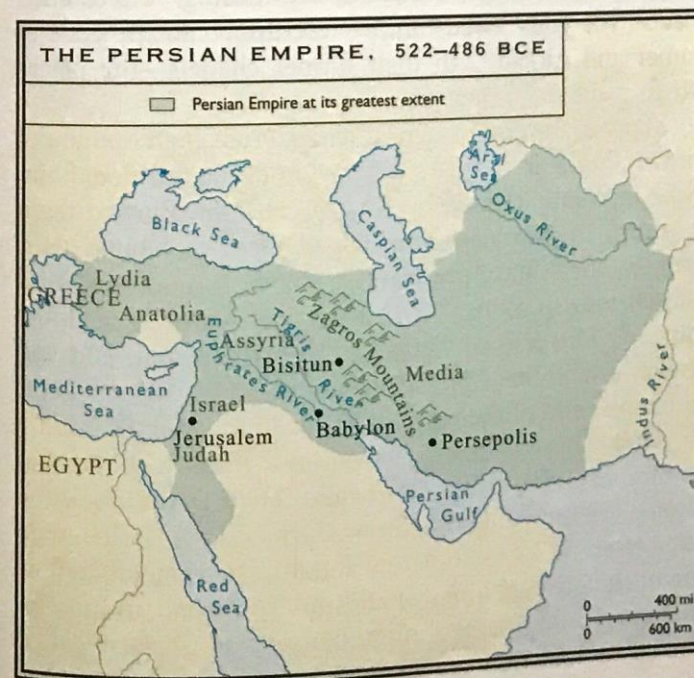 THE PERSIAN EMPIRE, 522–486 BCE
Persian Empire at its greatest extent
Aral
Sea
Oxus River
Black Sea
Caspian Sea
Lydia
GREECE
Anatolia
Assyria
Tigris River
Euphrates River
Zagros Mountains
Bisitun
Media
Mediterranean
Sea
Israel
Jerusalem
Judah
Babylon
Persepolis
Indus River
EGYPT
Persian
Gulf
Red
Sea
0 400 mi
0 600 km